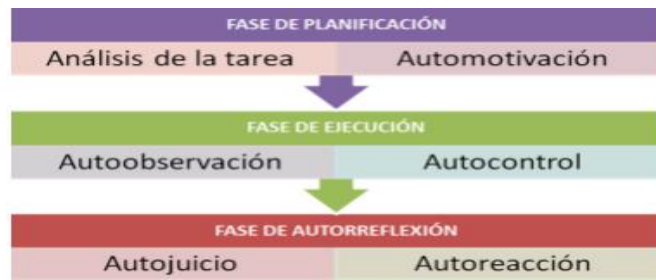 FASE DE PLANIFICACIÓN
Análisis de la tarea Automotivación
FASE DE EJECUCIÓN
Autoobservación Autocontrol
FASE DE AUTORREFLEXIÓN
Autojuicio Autoreacción